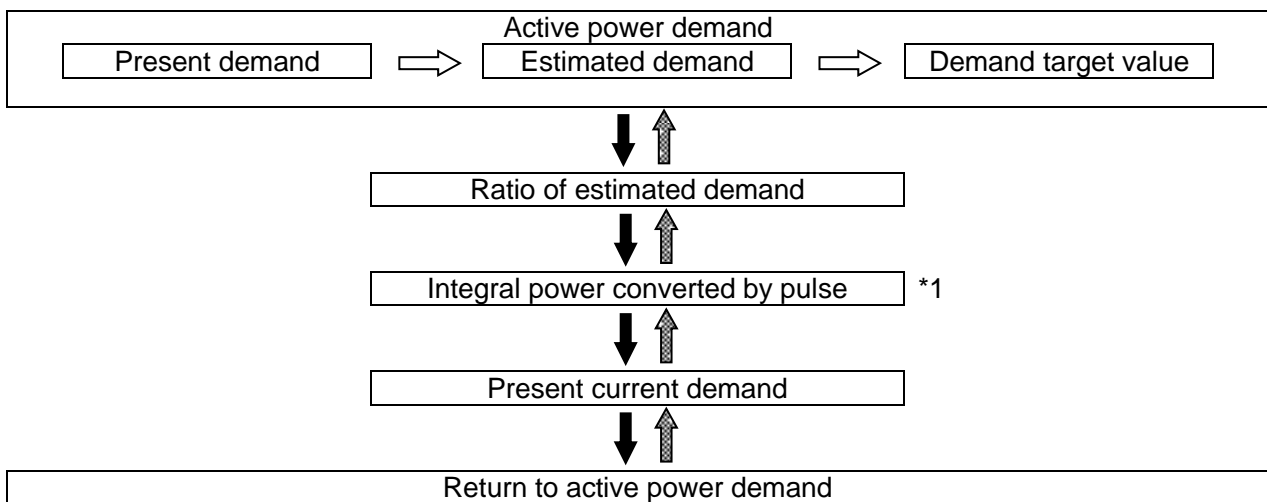 Active power demand
Present demand Estimated demand Demand target value
Ratio of estimated demand
Integral power converted by pulse *1
Present current demand
Return to active power demand